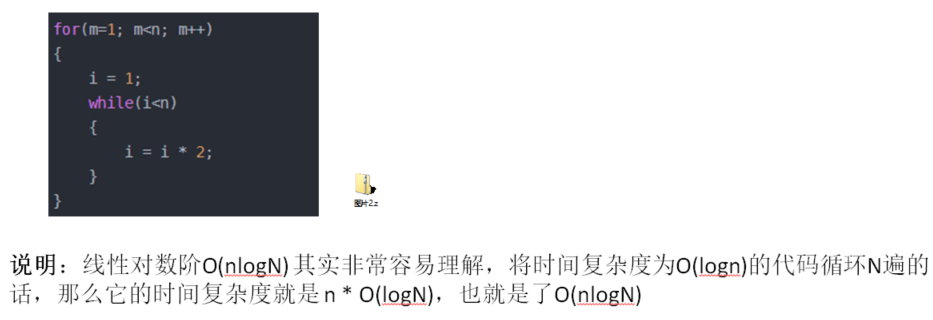 for(m=1; m<n; m++)
{
    i = 1;
    while(i<n)
    {
        i = i * 2;
    }
}
图片2.z
说明：线性对数阶O(nlogN) 其实非常容易理解，将时间复杂度为O(logn)的代码循环N遍的
话，那么它的时间复杂度就是 n * O(logN)，也就是了O(nlogN)